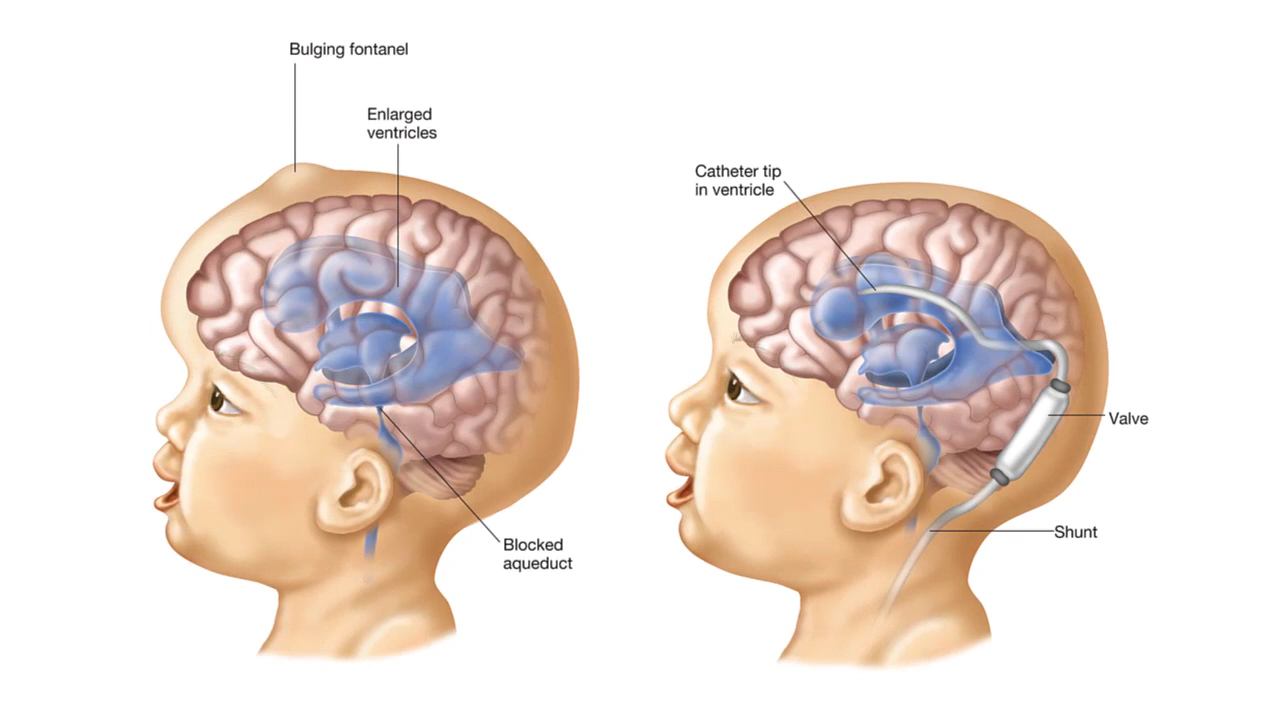 Bulging fontanel
Enlarged
ventricles
Blocked
aqueduct
Catheter tip
in ventricle
Valve
Shunt